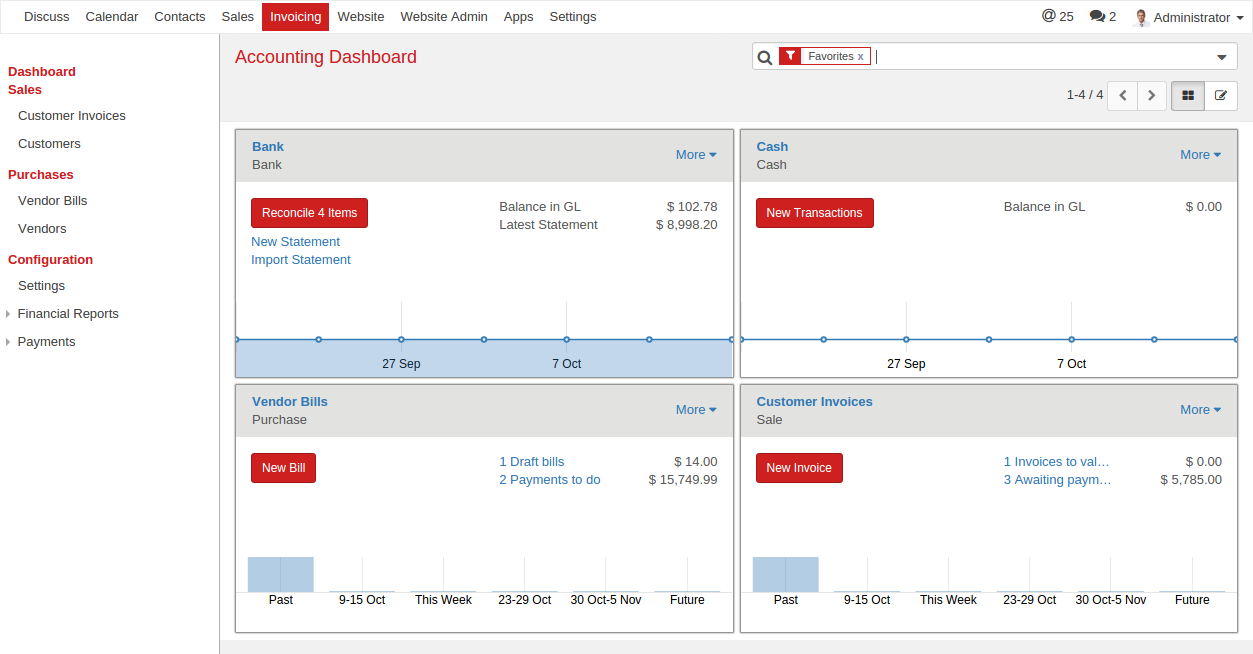 Discuss Calendar Contacts Sales Invoicing Website Website Admin Apps Settings @ 25 2 Administrator
Dashboard
Sales
Customer Invoices
Customers
Purchases
Vendor Bills
Vendors
Configuration
Settings
Financial Reports
Payments
Accounting Dashboard
Favorites x
1-4 / 4
Bank
Bank
More
Reconcile 4 Items
New Statement
Import Statement
Balance in GL $ 102.78
Latest Statement $ 8,998.20
27 Sep 7 Oct
Cash
Cash
More
New Transactions
Balance in GL $ 0.00
27 Sep 7 Oct
Vendor Bills
Purchase
More
New Bill
1 Draft bills $ 14.00
2 Payments to do $ 15,749.99
Past 9-15 Oct This Week 23-29 Oct 30 Oct-5 Nov Future
Customer Invoices
Sale
More
New Invoice
1 Invoices to val… $ 0.00
3 Awaiting paym… $ 5,785.00
Past 9-15 Oct This Week 23-29 Oct 30 Oct-5 Nov Future